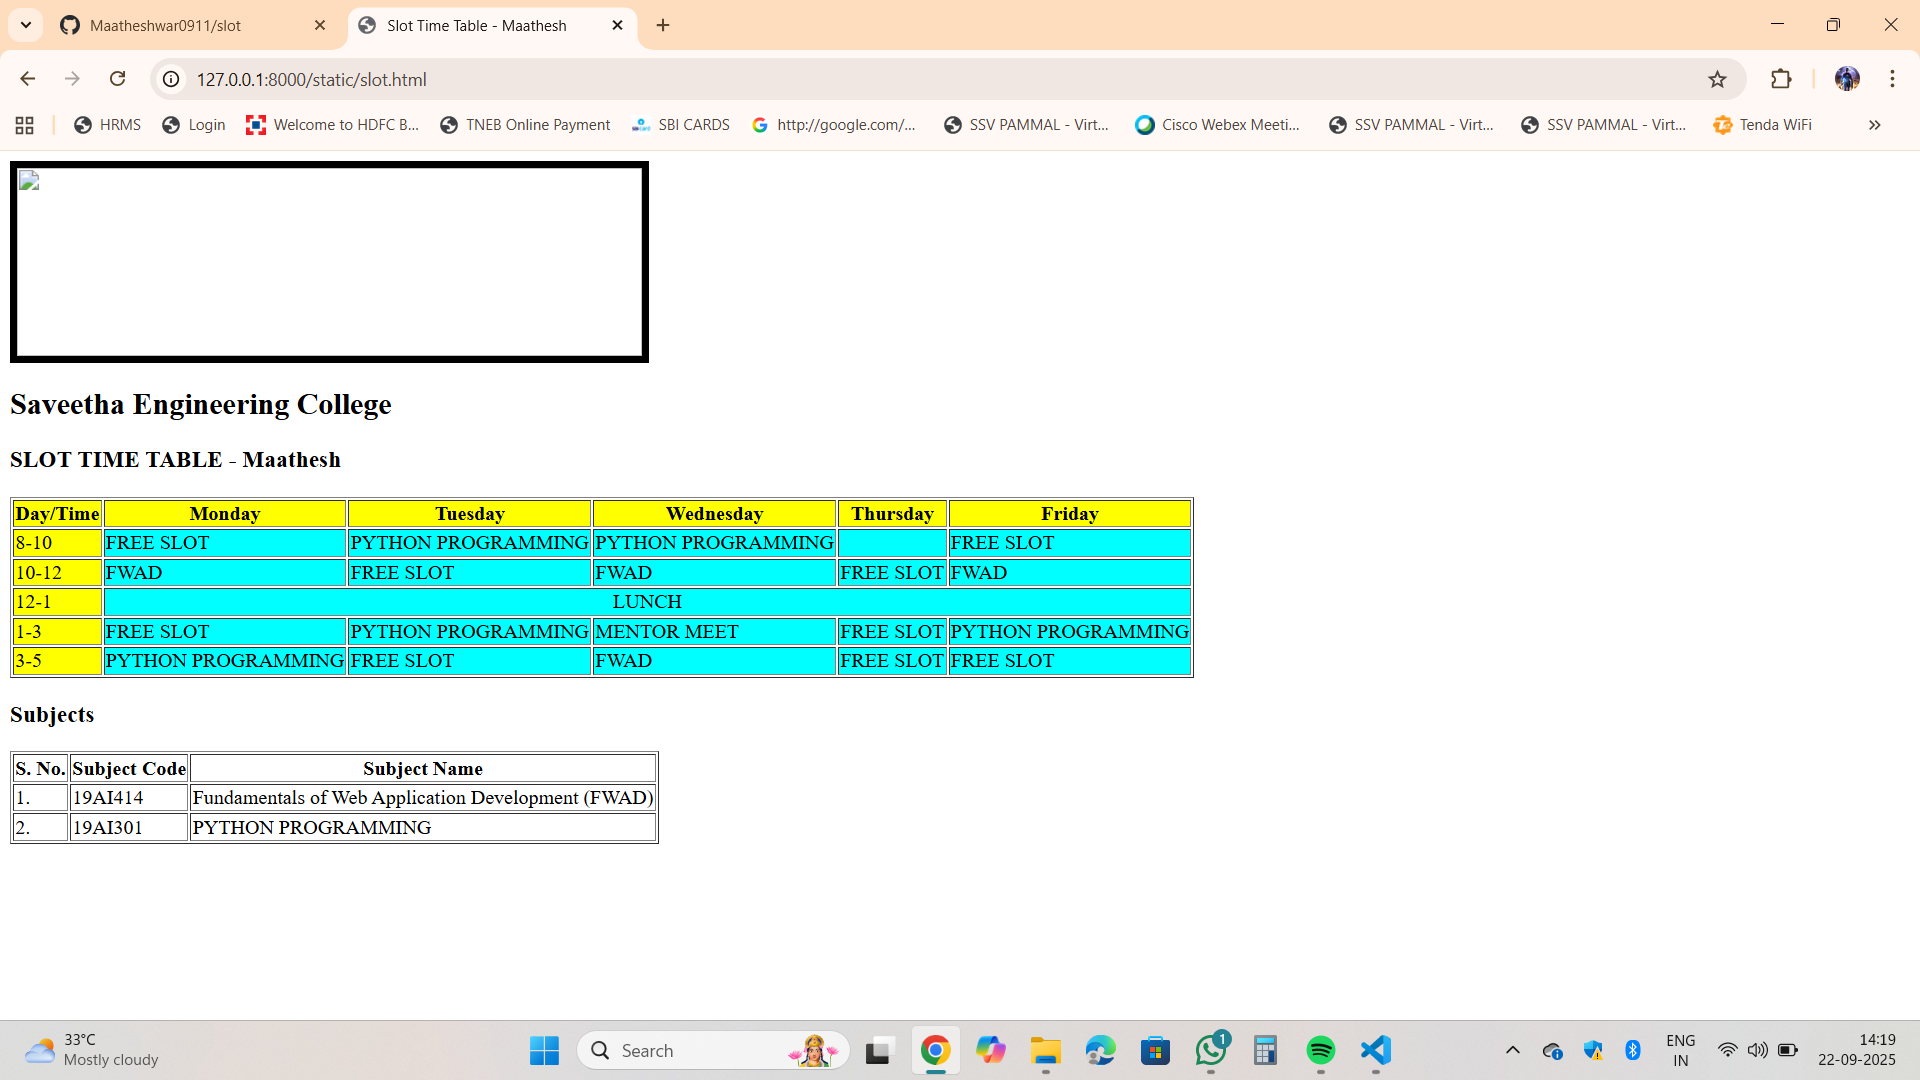 Maatheshwar0911/slot
Slot Time Table - Maathesh
127.0.0.1:8000/static/slot.html
HRMS
Login
Welcome to HDFC B...
TNEB Online Payment
SBI CARDS
http://google.com/...
SSV PAMMAL - Virt...
Cisco Webex Meeti...
SSV PAMMAL - Virt...
SSV PAMMAL - Virt...
Tenda WiFi
Saveetha Engineering College
SLOT TIME TABLE - Maathesh
Day/Time Monday Tuesday Wednesday Thursday Friday
8-10 FREE SLOT PYTHON PROGRAMMING PYTHON PROGRAMMING FREE SLOT
10-12 FWAD FREE SLOT FWAD FREE SLOT FWAD
12-1 LUNCH
1-3 FREE SLOT PYTHON PROGRAMMING MENTOR MEET FREE SLOT PYTHON PROGRAMMING
3-5 PYTHON PROGRAMMING FREE SLOT FWAD FREE SLOT FREE SLOT
Subjects
S. No. Subject Code Subject Name
1. 19AI414 Fundamentals of Web Application Development (FWAD)
2. 19AI301 PYTHON PROGRAMMING
33°C
Mostly cloudy
Search
1
ENG
IN
14:19
22-09-2025